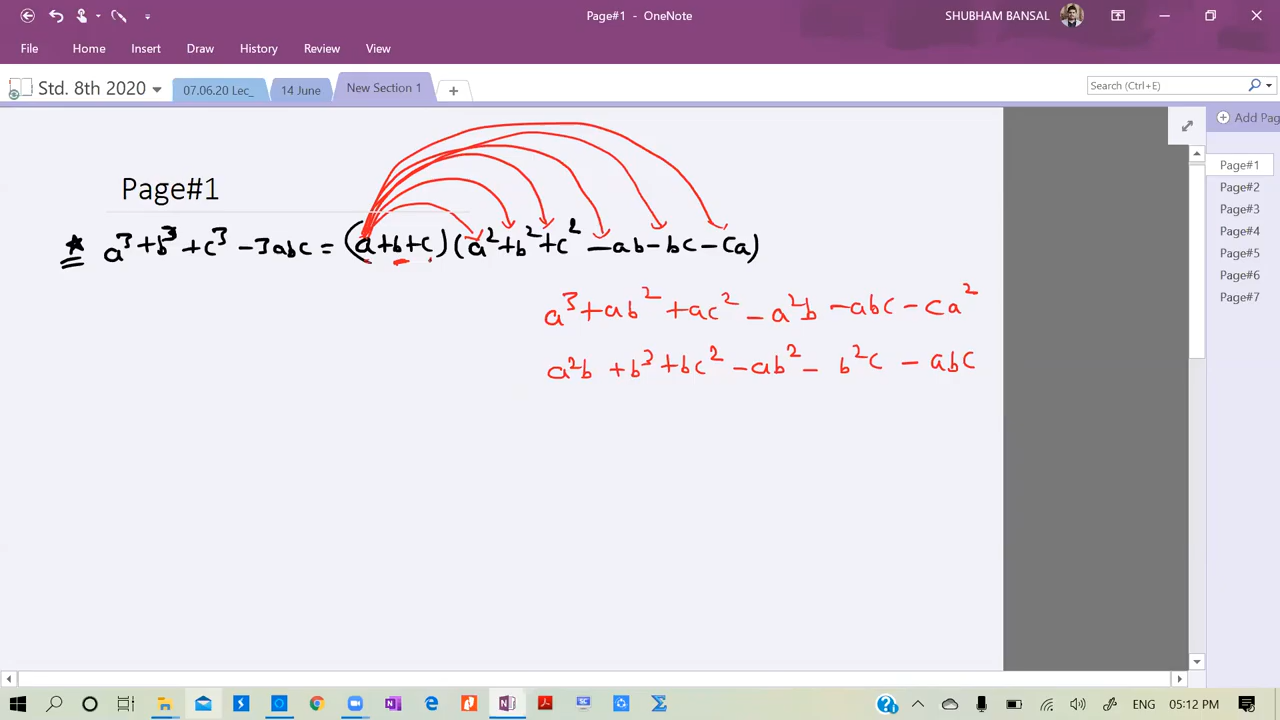 Page#1 - OneNote
SHUBHAM BANSAL
File Home Insert Draw History Review View
Std. 8th 2020
07.06.20 Lec_
14 June
New Section 1
Search (Ctrl+E)
Add Pag
Page#1
Page#2
Page#3
Page#4
Page#5
Page#6
Page#7
Page#1
* a³ + b³ + c³ - 3abc = (a + b + c) (a² + b² + c² - ab - bc - ca)
a³ + ab² + ac² - a²b - abc - ca²
a²b + b³ + bc² - ab² - b²c - abc
ENG 05:12 PM